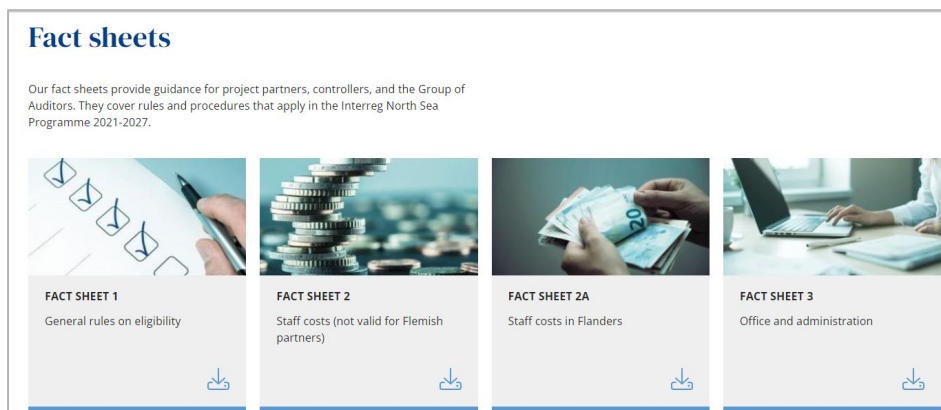 Fact sheets
Our fact sheets provide guidance for project partners, controllers, and the Group of
Auditors. They cover rules and procedures that apply in the Interreg North Sea
Programme 2021-2027.
20
FACT SHEET 1
General rules on eligibility
FACT SHEET 2
Staff costs (not valid for Flemish
partners)
FACT SHEET 2A
Staff costs in Flanders
FACT SHEET 3
Office and administration